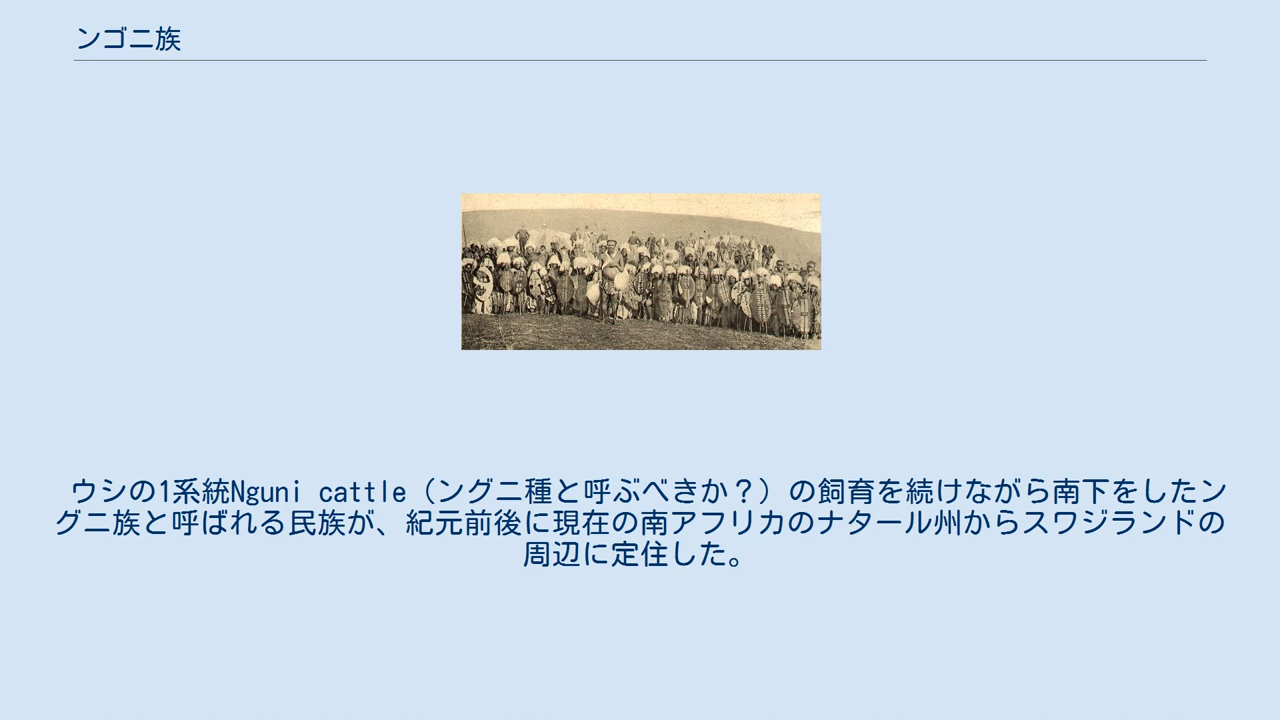 ンゴニ族
ウシの1系統Nguni cattle（ングニ種と呼ぶべきか？）の飼育を続けながら南下をしたン
グニ族と呼ばれる民族が、紀元前後に現在の南アフリカのナタール州からスワジランドの
周辺に定住した。